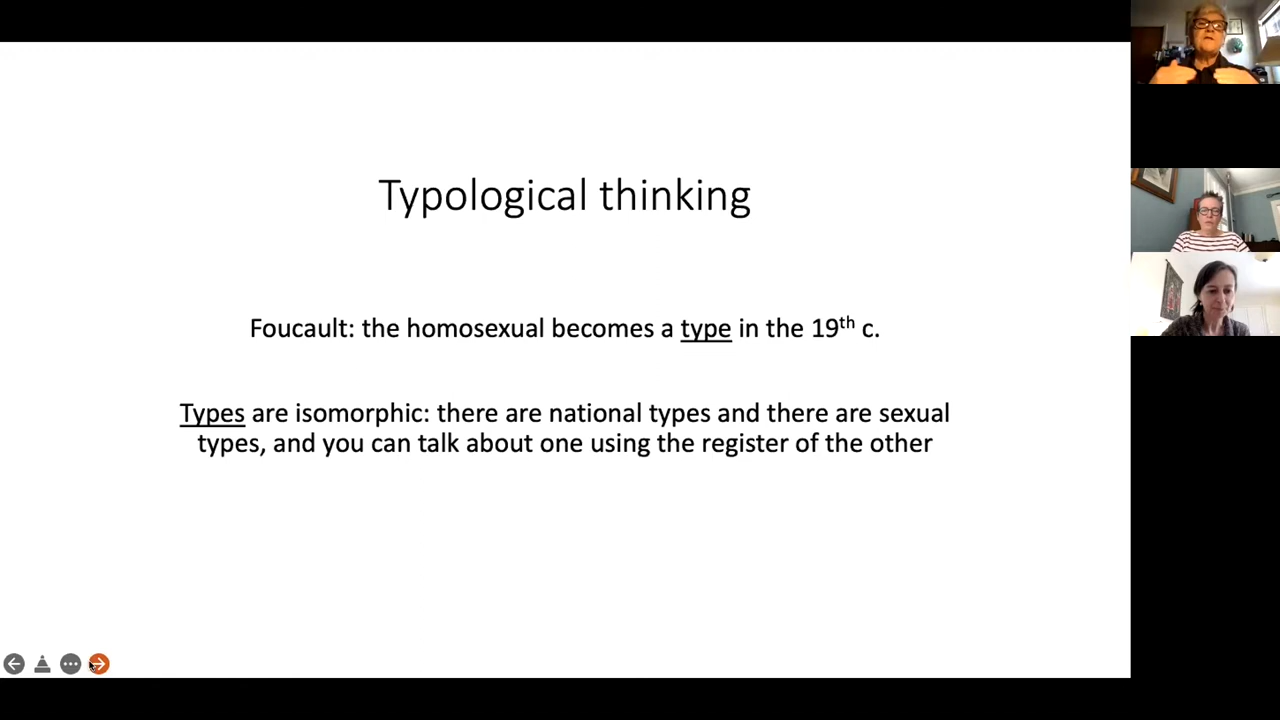 Typological thinking
Foucault: the homosexual becomes a type in the 19th c.
Types are isomorphic: there are national types and there are sexual
types, and you can talk about one using the register of the other